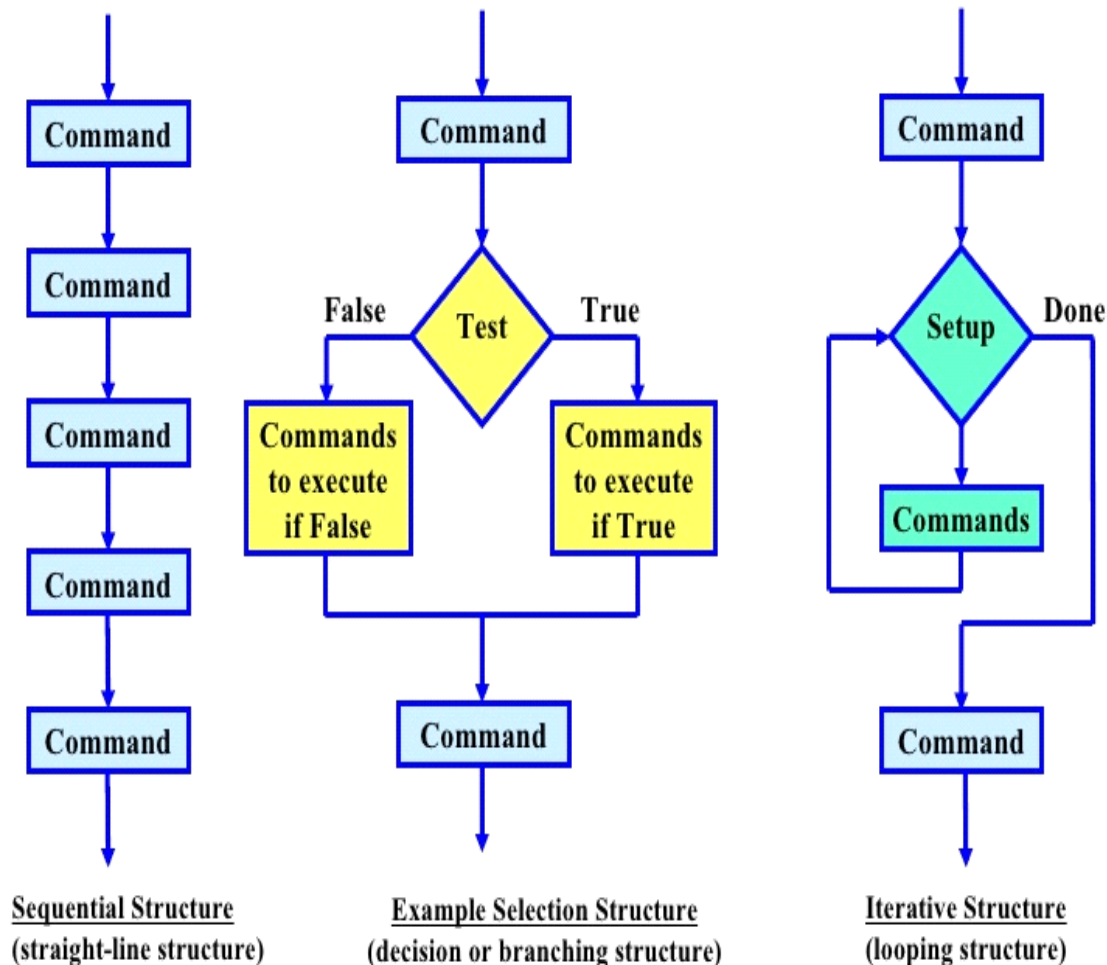 Command
Command
Command
Command
Command
Sequential Structure
(straight-line structure)
Command
False
Test
True
Commands
to execute
if False
Commands
to execute
if True
Command
Example Selection Structure
(decision or branching structure)
Command
Setup
Done
Commands
Command
Iterative Structure
(looping structure)